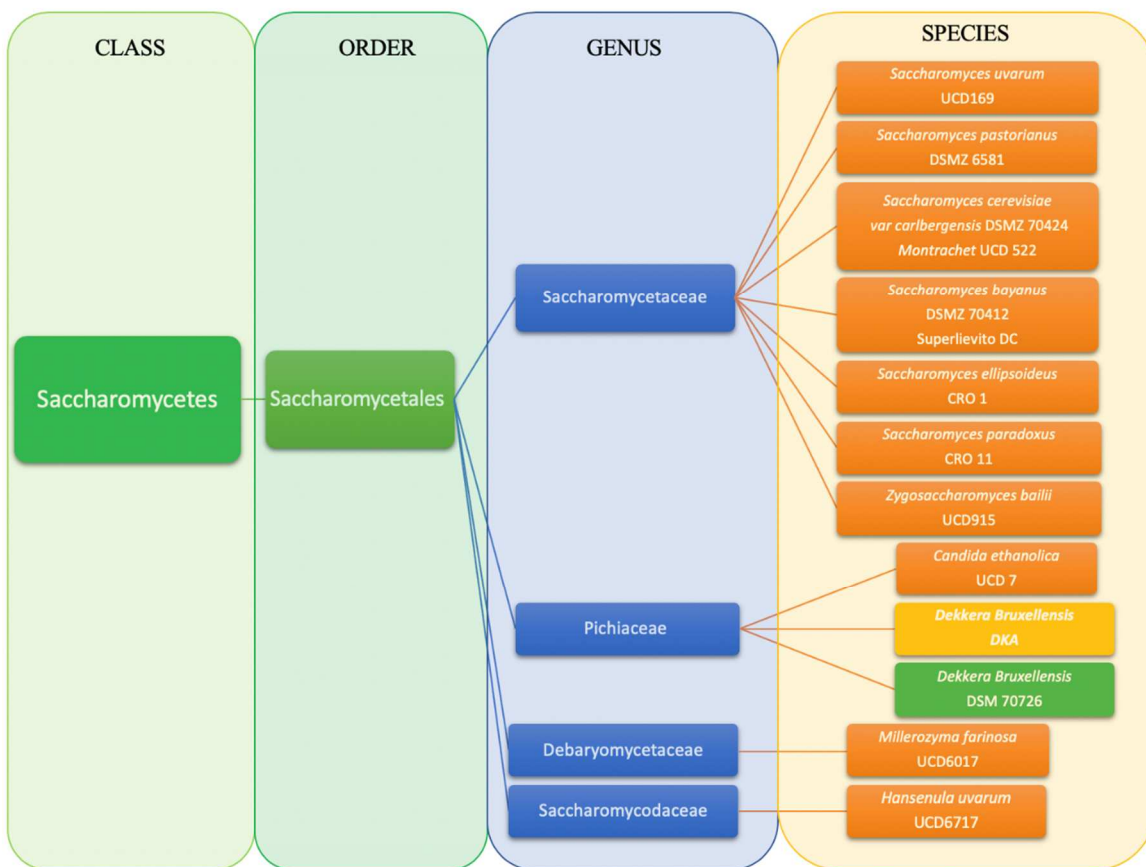 CLASS
ORDER
GENUS
SPECIES
Saccharomycetes
Saccharomycetales
Saccharomycetaceae
Pichiaceae
Debaryomycetaceae
Saccharomycodaceae
Saccharomyces uvarum
UCD169
Saccharomyces pastorianus
DSMZ 6581
Saccharomyces cerevisiae
var carlbergensis DSMZ 70424
Montrachet UCD 522
Saccharomyces bayanus
DSMZ 70412
Superlievito DC
Saccharomyces ellipsoideus
CRO 1
Saccharomyces paradoxus
CRO 11
Zygosaccharomyces bailii
UCD915
Candida ethanolica
UCD 7
Dekkera Bruxellensis
DKA
Dekkera Bruxellensis
DSM 70726
Millerozyma farinosa
UCD6017
Hansenula uvarum
UCD6717